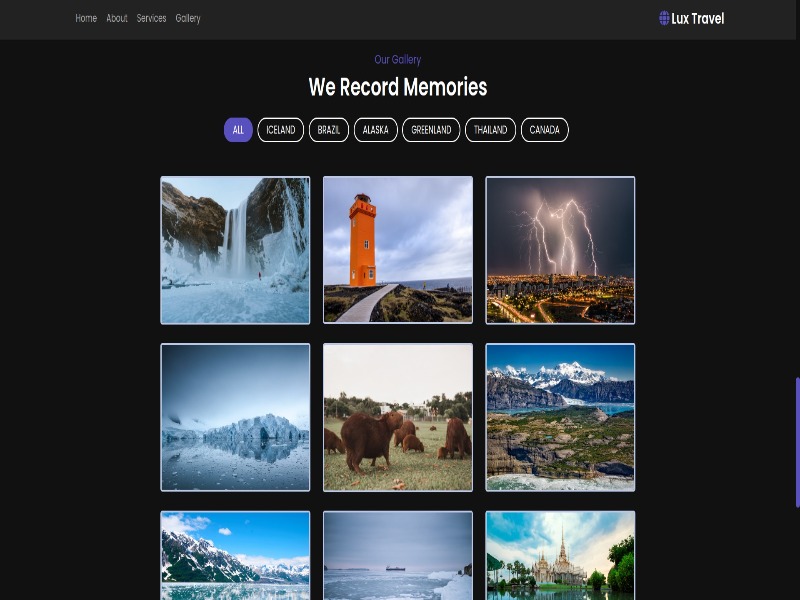 Home About Services Gallery
Lux Travel
Our Gallery
We Record Memories
ALL ICELAND BRAZIL ALASKA GREENLAND THAILAND CANADA